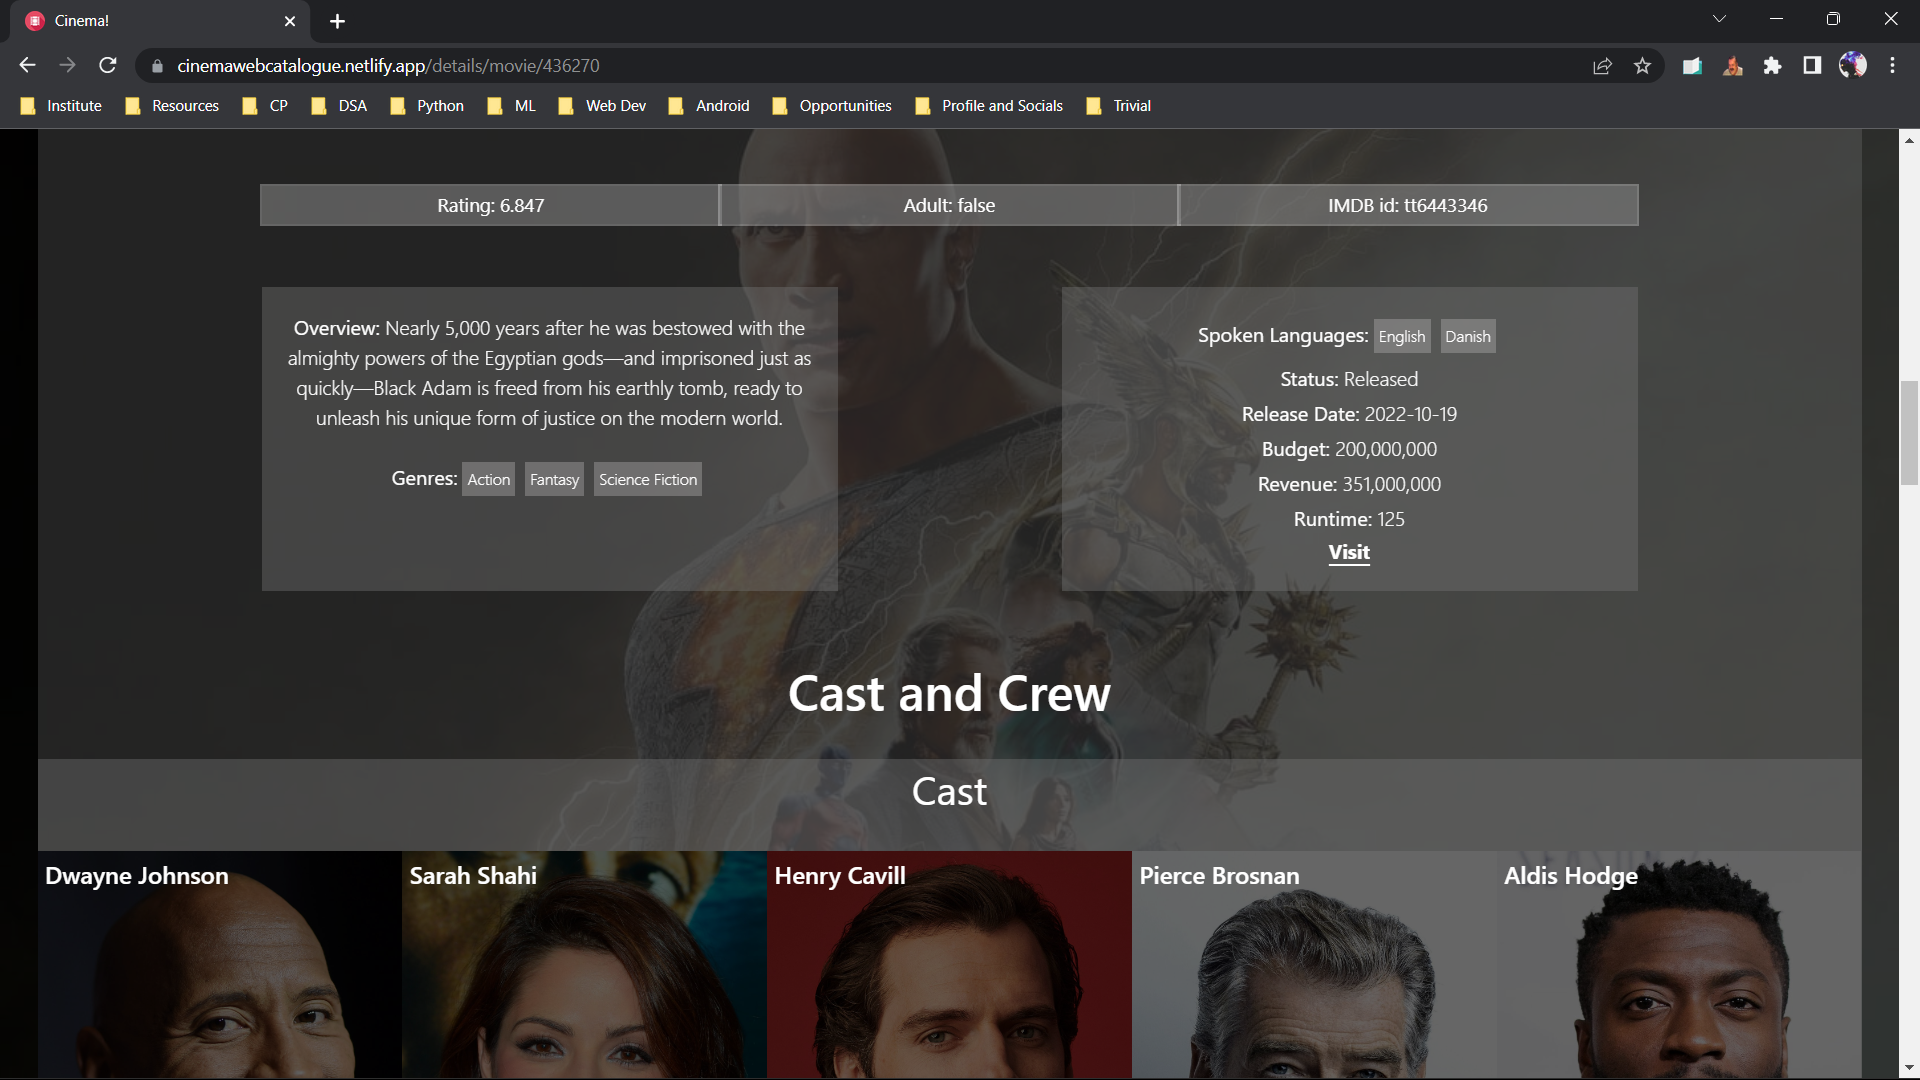 Cinema!
cinemawebcatalogue.netlify.app/details/movie/436270
Institute Resources CP DSA Python ML Web Dev Android Opportunities Profile and Socials Trivial
Rating: 6.847 Adult: false IMDB id: tt6443346
Overview: Nearly 5,000 years after he was bestowed with the
almighty powers of the Egyptian gods—and imprisoned just as
quickly—Black Adam is freed from his earthly tomb, ready to
unleash his unique form of justice on the modern world.
Genres: Action Fantasy Science Fiction
Spoken Languages: English Danish
Status: Released
Release Date: 2022-10-19
Budget: 200,000,000
Revenue: 351,000,000
Runtime: 125
Visit
Cast and Crew
Cast
Dwayne Johnson Sarah Shahi Henry Cavill Pierce Brosnan Aldis Hodge